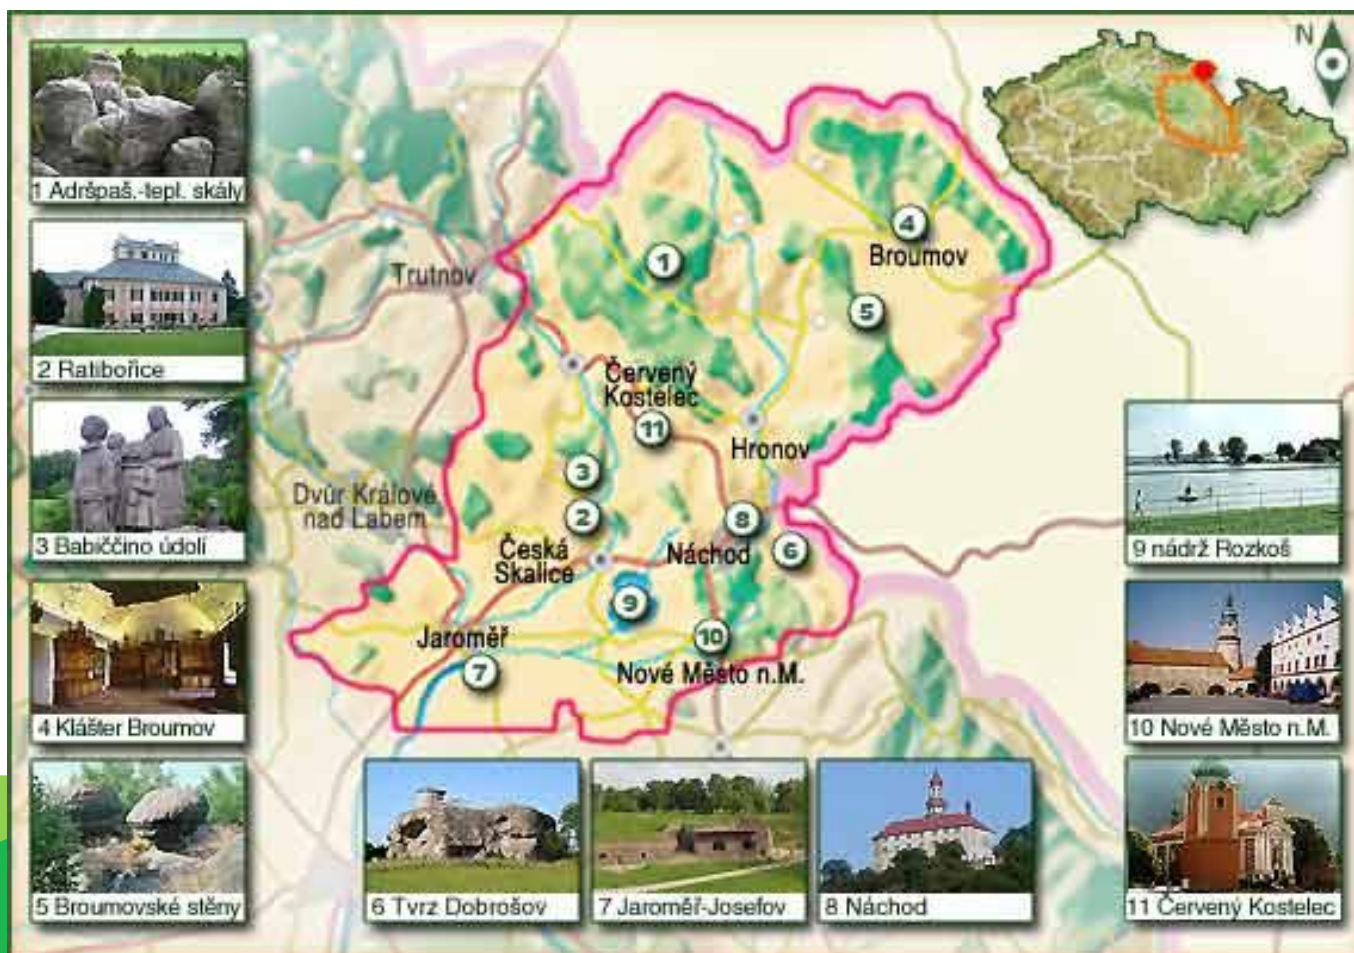 N
1 Adršpaš.-tepl. skály
2 Ratibořice
3 Babiččino údolí
4 Klášter Broumov
5 Broumovské stěny
6 Tvrz Dobrošov
7 Jaroměř-Josefov
8 Náchod
9 nádrž Rozkoš
10 Nové Město n.M.
11 Červený Kostelec
4
Broumov
1
Trutnov
5
Červený
Kostelec
11
Hronov
3
Dvůr Králové
nad Labem
2
8
Náchod
6
Česká
Skalice
9
Jaroměř
7
10
Nové Město n.M.